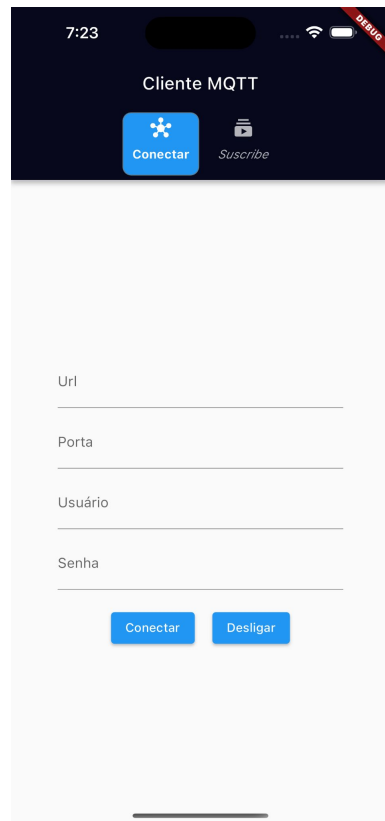 7:23
DEBUG
Cliente MQTT
Conectar Suscribe
Url
Porta
Usuário
Senha
Conectar Desligar